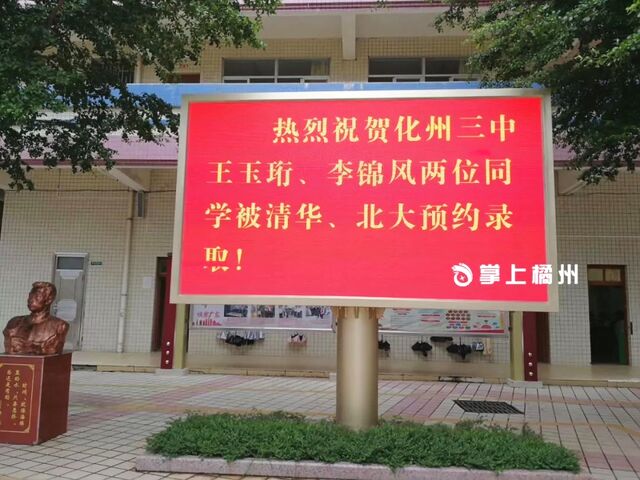 热烈祝贺化州三中
王玉珩、李锦风两位同
学被清华、北大预约录
取!
掌上橘州